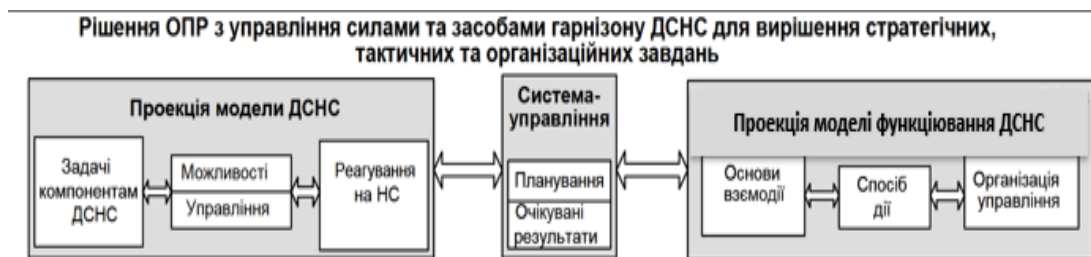 Рішення ОПР з управління силами та засобами гарнізону ДСНС для вирішення стратегічних,
тактичних та організаційних завдань
Проекція модели ДСНС
Задачі
компонентам
ДСНС
Можливості
Управління
Реагування
на НС
Система-
управління
Планування
Очікувані
результати
Проекція моделі функціювання ДСНС
Основи
вземодії
Спосіб
дії
Організація
управління